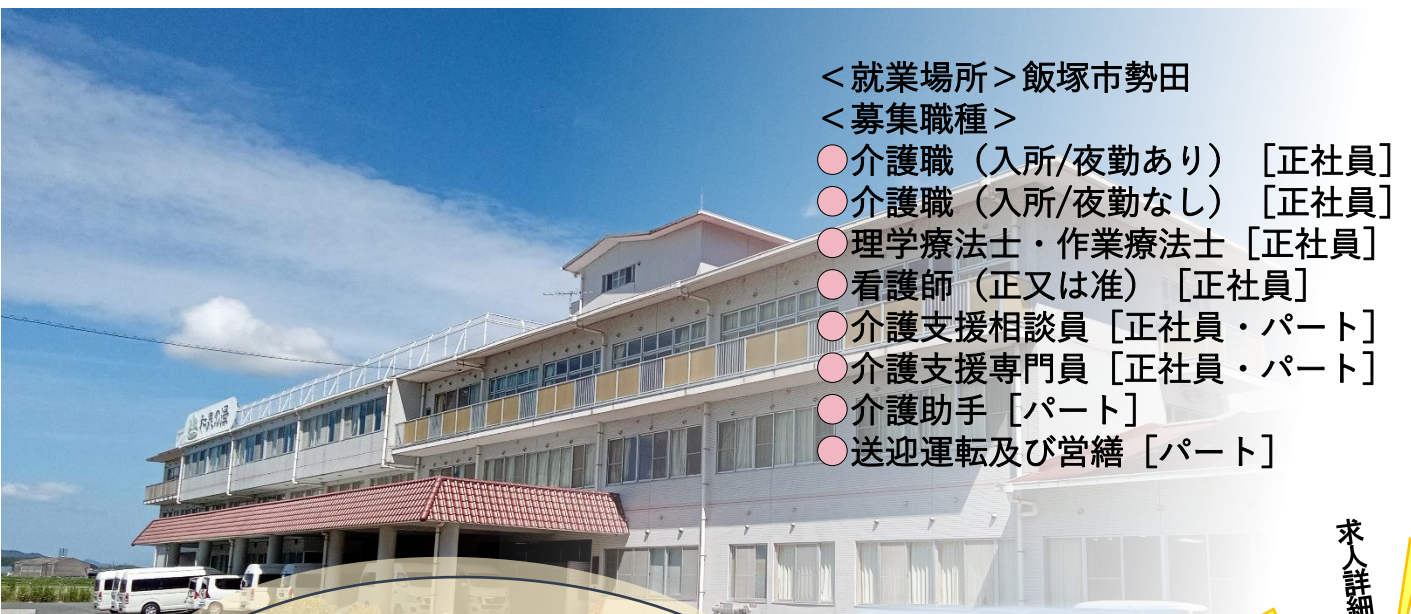 ＜就業場所＞飯塚市勢田
＜募集職種＞
●介護職（入所/夜勤あり）［正社員］
●介護職（入所/夜勤なし）［正社員］
●理学療法士・作業療法士［正社員］
●看護師（正又は准）［正社員］
●介護支援相談員［正社員・パート］
●介護支援専門員［正社員・パート］
●介護助手［パート］
●送迎運転及び営繕［パート］
求人詳細